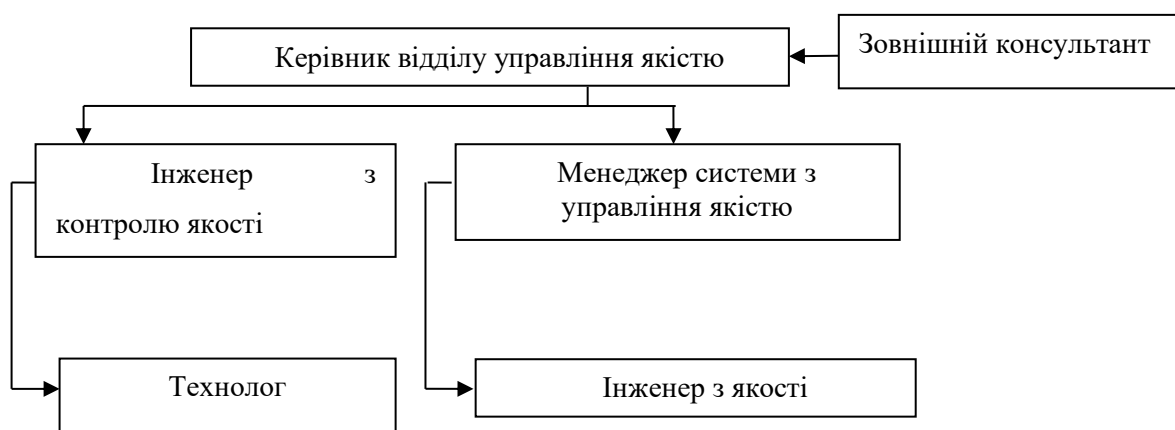 Керівник відділу управління якістю
Зовнішній консультант
Інженер з
контролю якості
Менеджер системи з
управління якістю
Технолог
Інженер з якості